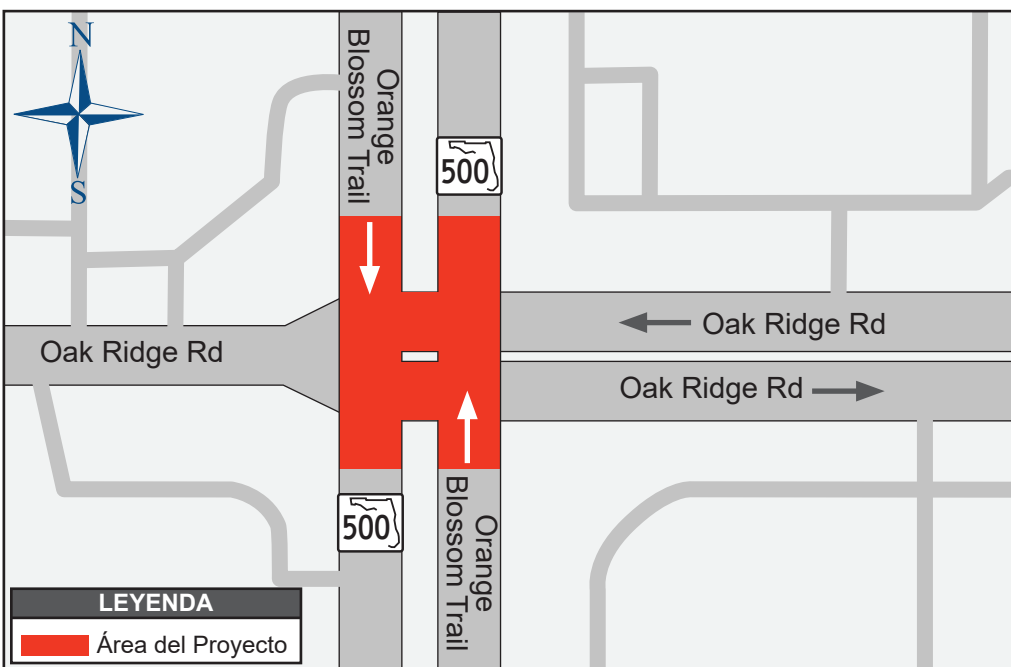 N
S
Orange
Blossom Trail
500
Oak Ridge Rd
Oak Ridge Rd
Oak Ridge Rd
500
Orange
Blossom Trail
LEYENDA
Área del Proyecto